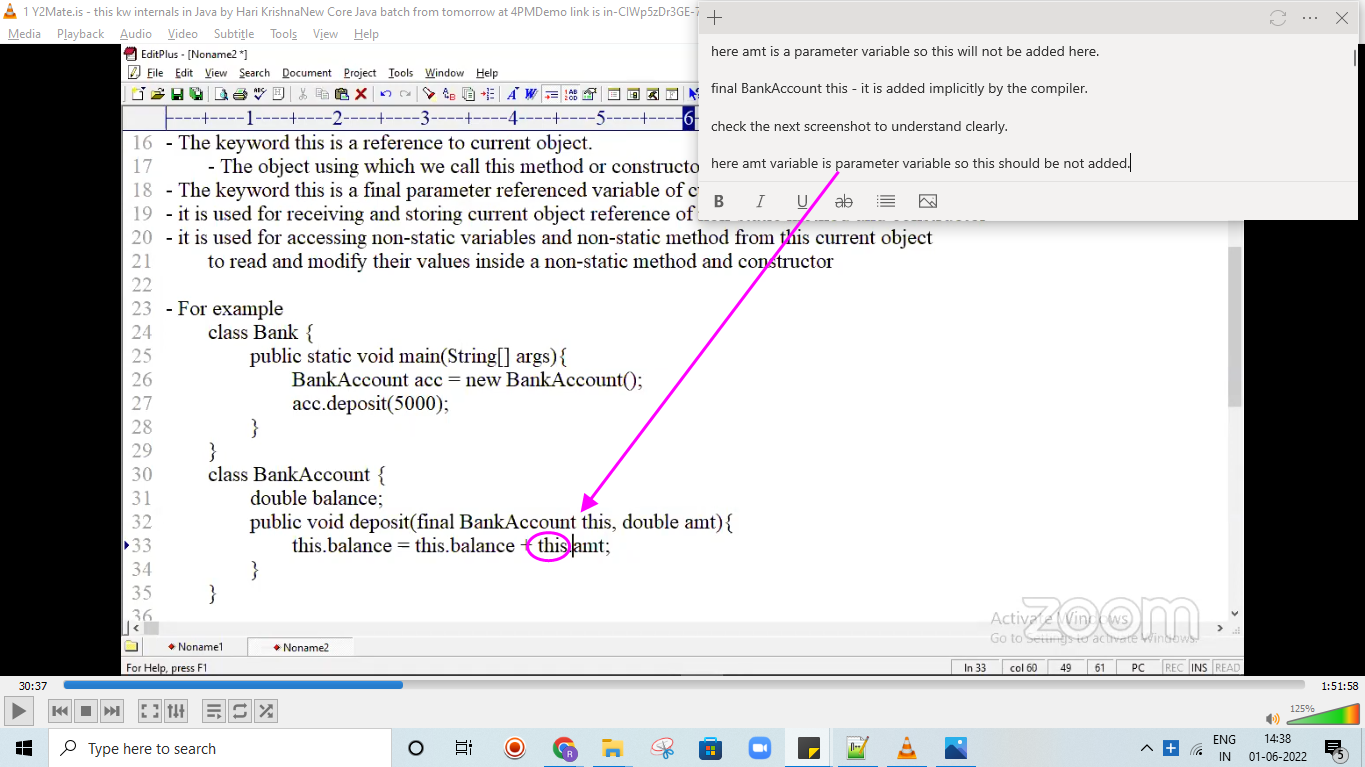 1 Y2Mate.is - this kw internals in Java by Hari KrishnaNew Core Java batch from tomorrow at 4PMDemo link is in-CIWp5zDr3GE-7
Media Playback Audio Video Subtitle Tools View Help
EditPlus - [Noname2 *]
File Edit View Search Document Project Tools Window Help
here amt is a parameter variable so this will not be added here.
final BankAccount this - it is added implicitly by the compiler.
check the next screenshot to understand clearly.
here amt variable is parameter variable so this should be not added.
B I U ab
----+----1----+----2----+----3----+----4----+----5----+----6
16 - The keyword this is a reference to current object.
17 - The object using which we call this method or constructo
18 - The keyword this is a final parameter referenced variable of c
19 - it is used for receiving and storing current object reference of
20 - it is used for accessing non-static variables and non-static method from this current object
21 to read and modify their values inside a non-static method and constructor
22
23 - For example
24 class Bank {
25 public static void main(String[] args){
26 BankAccount acc = new BankAccount();
27 acc.deposit(5000);
28 }
29 }
30 class BankAccount {
31 double balance;
32 public void deposit(final BankAccount this, double amt){
33 this.balance = this.balance + this.amt;
34 }
35 }
36
zoom
Activate Windows
Go to Settings to activate Windows.
Noname1 Noname2
For Help, press F1 ln 33 col 60 49 61 PC REC INS READ
30:37 1:51:58
125%
Type here to search
ENG
IN
14:38
01-06-2022
5